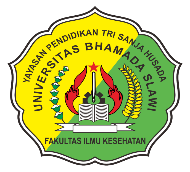 YAYASAN PENDIDIKAN TRI SANJA HUSADA
UNIVERSITAS BHAMADA SLAWI
FAKULTAS ILMU KESEHATAN